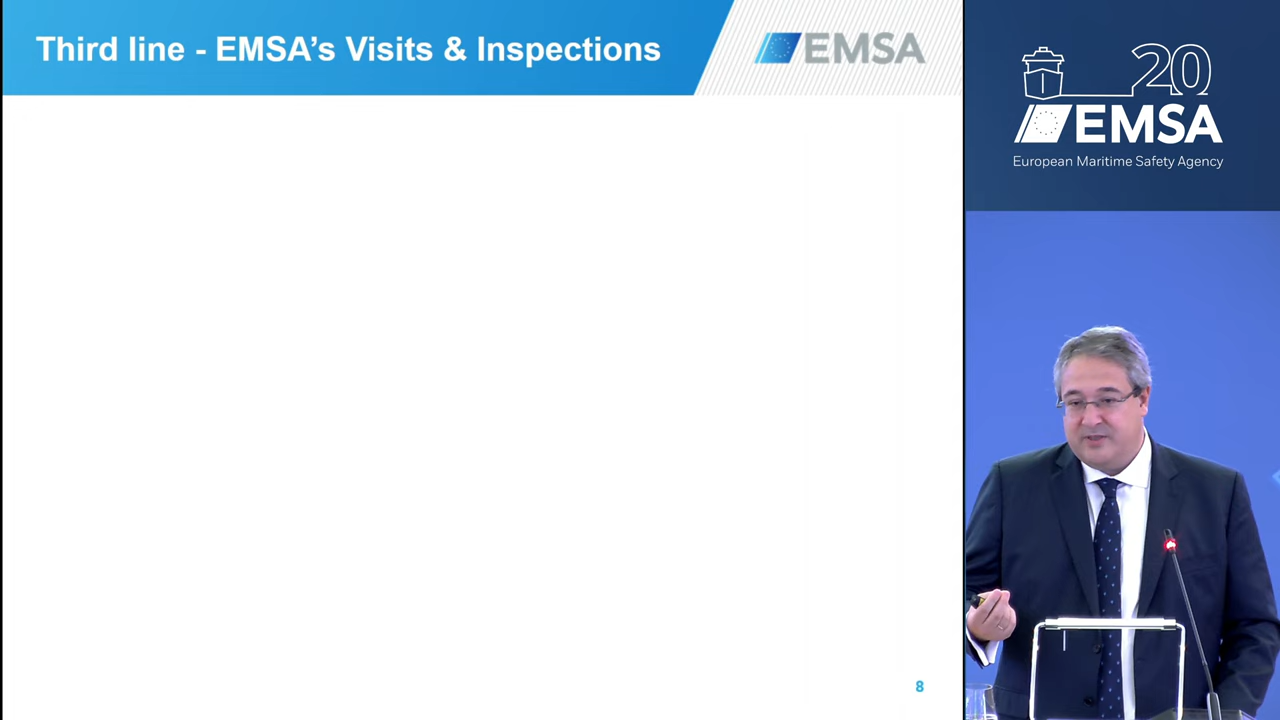 Third line - EMSA's Visits & Inspections
EMSA
20
EMSA
European Maritime Safety Agency
8